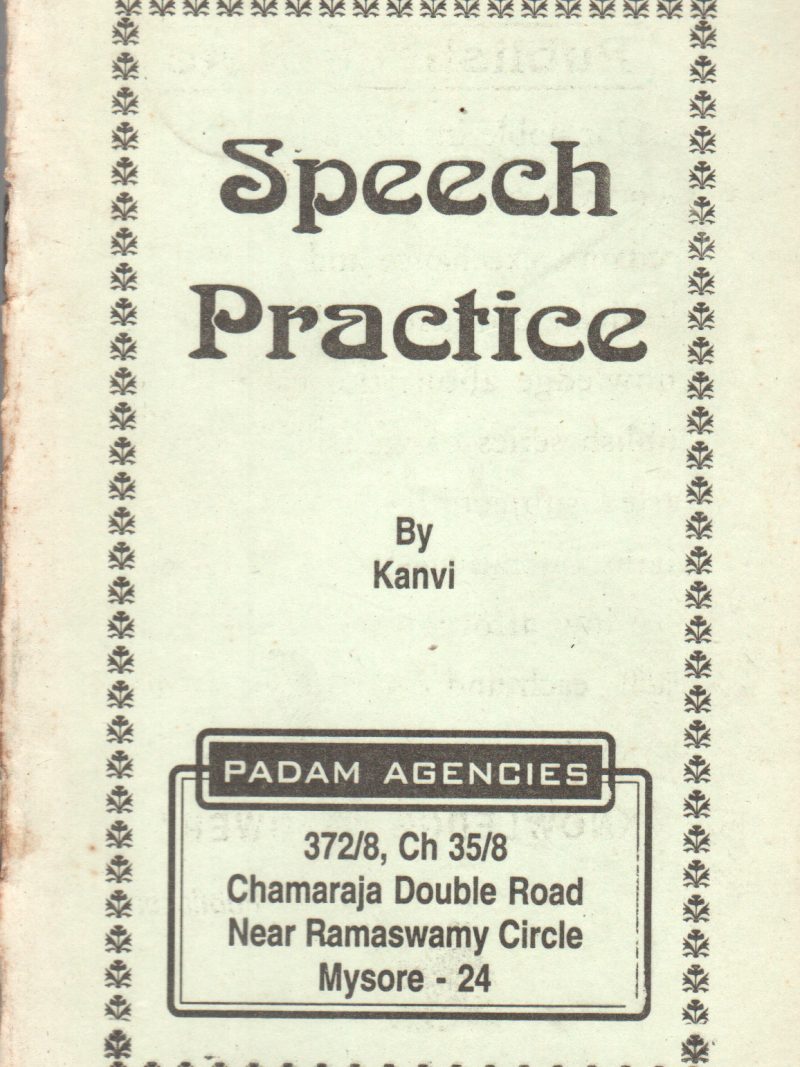 Speech
Practice
By
Kanvi
PADAM AGENCIES
372/8, Ch 35/8
Chamaraja Double Road
Near Ramaswamy Circle
Mysore - 24